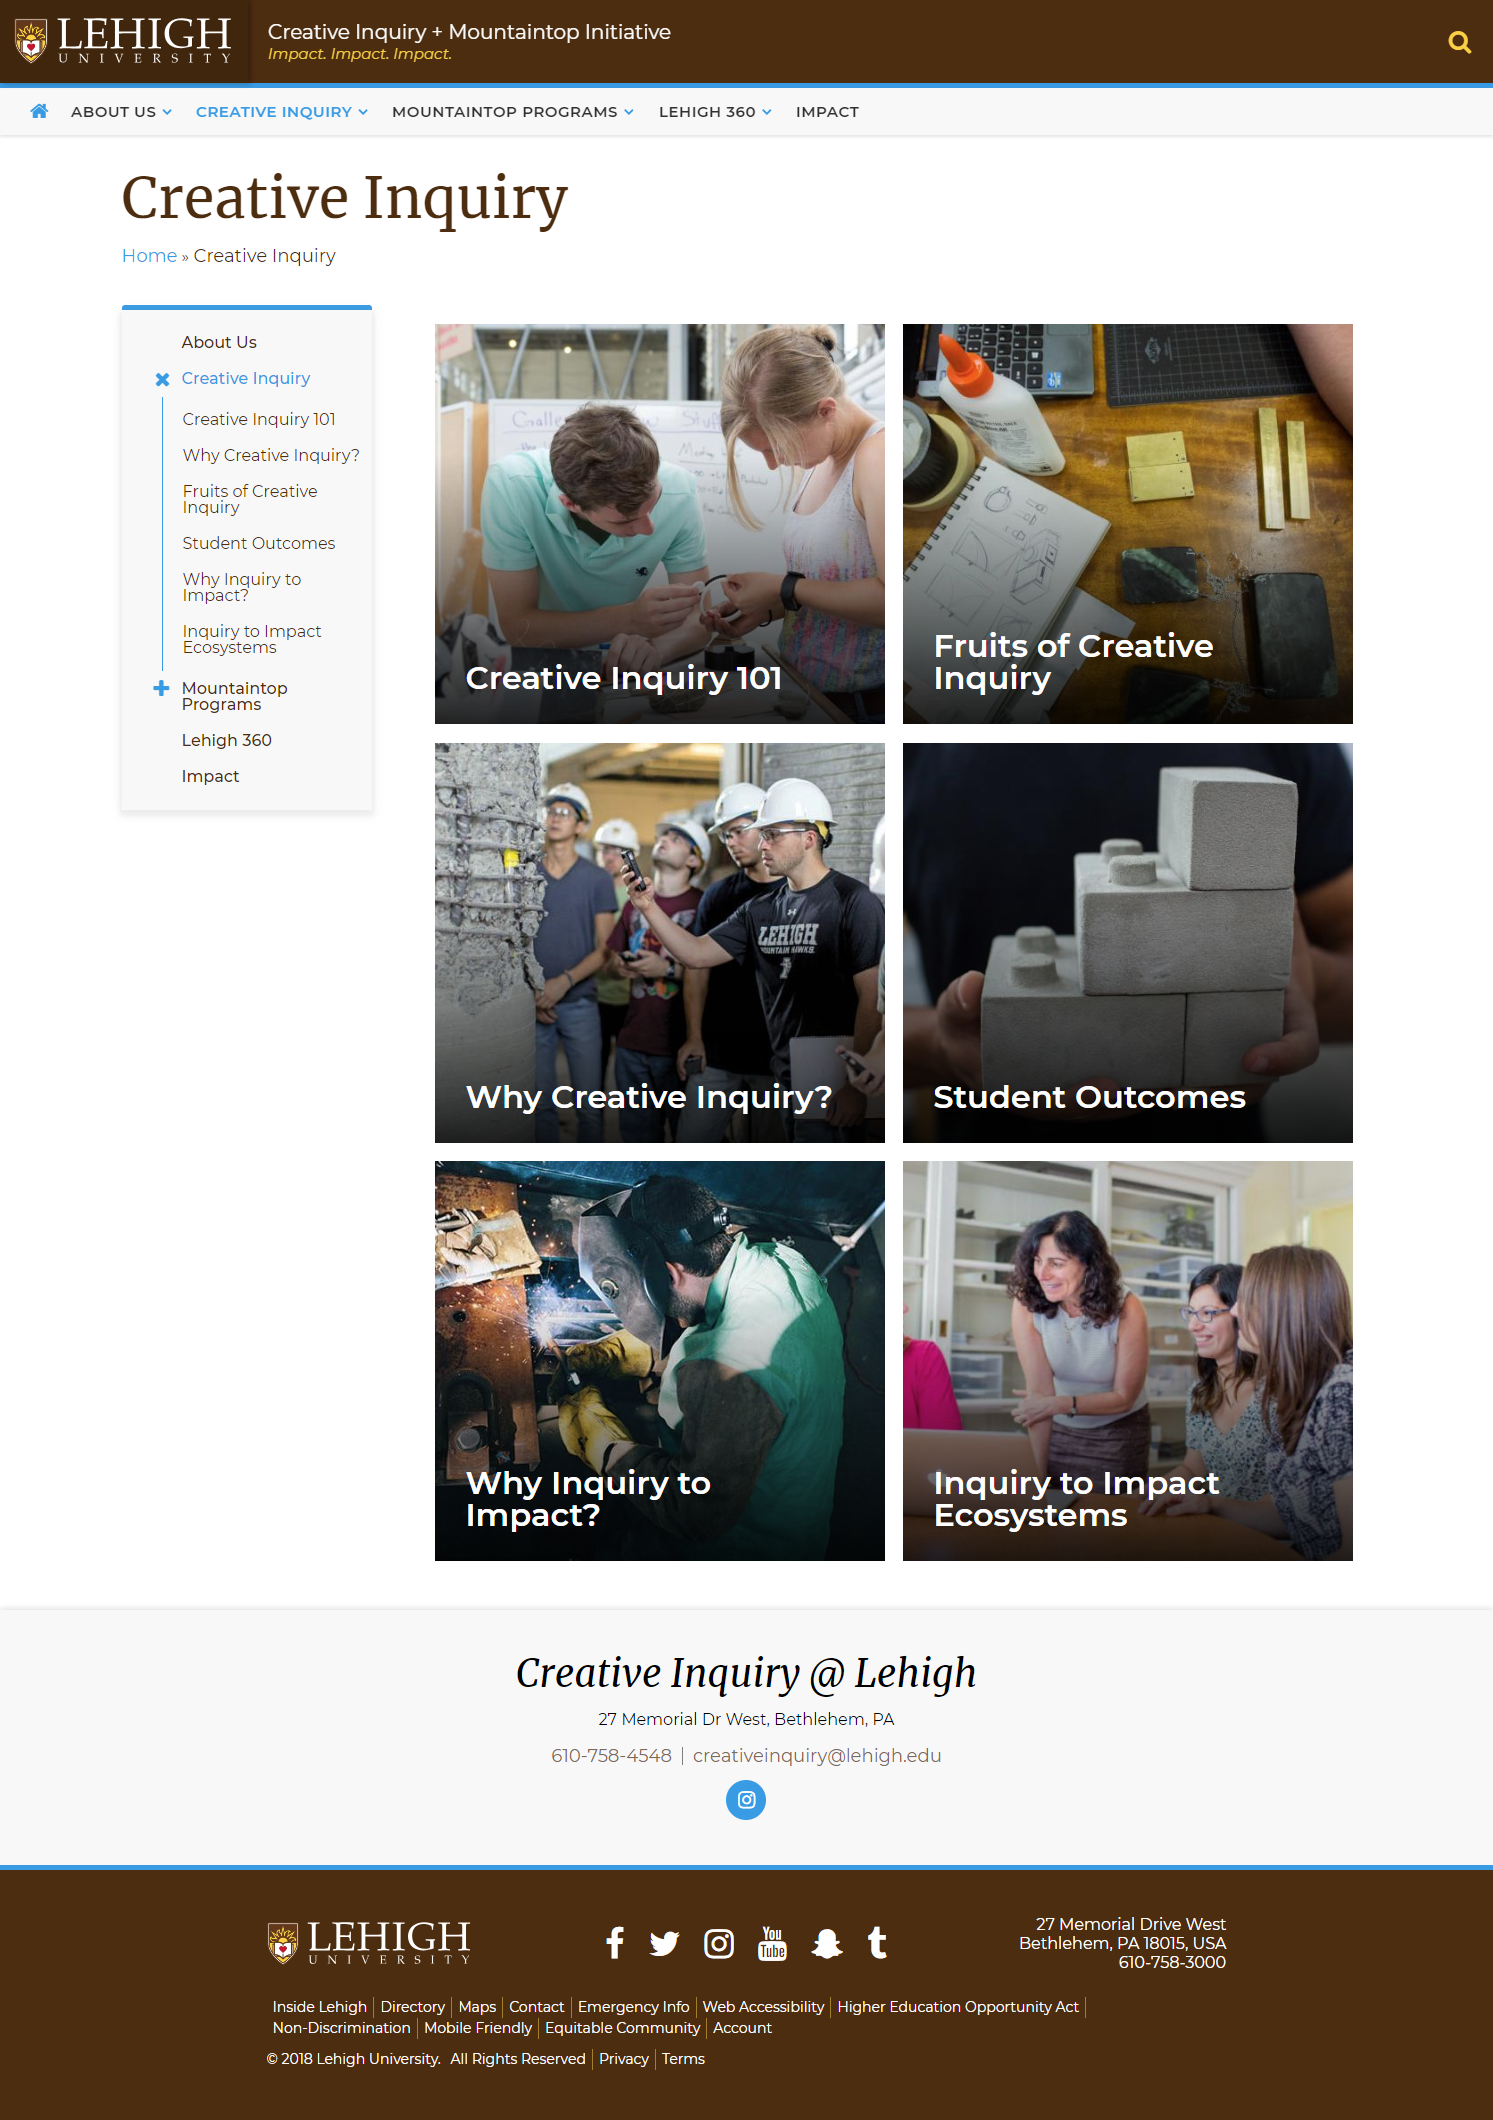 LEHIGH
UNIVERSITY
Creative Inquiry + Mountaintop Initiative
Impact. Impact. Impact.
ABOUT US
CREATIVE INQUIRY
MOUNTAINTOP PROGRAMS
LEHIGH 360
IMPACT
Creative Inquiry
Home » Creative Inquiry
About Us
Creative Inquiry
Creative Inquiry 101
Why Creative Inquiry?
Fruits of Creative
Inquiry
Student Outcomes
Why Inquiry to
Impact?
Inquiry to Impact
Ecosystems
Mountaintop
Programs
Lehigh 360
Impact
Creative Inquiry 101
Fruits of Creative
Inquiry
LEHIGH
MOUNTAIN HAWKS
Why Creative Inquiry?
Student Outcomes
Why Inquiry to
Impact?
Inquiry to Impact
Ecosystems
Creative Inquiry @ Lehigh
27 Memorial Dr West, Bethlehem, PA
610-758-4548 | creativeinquiry@lehigh.edu
LEHIGH
UNIVERSITY
You
Tube
27 Memorial Drive West
Bethlehem, PA 18015, USA
610-758-3000
Inside Lehigh | Directory | Maps | Contact | Emergency Info | Web Accessibility | Higher Education Opportunity Act |
Non-Discrimination | Mobile Friendly | Equitable Community | Account
© 2018 Lehigh University. All Rights Reserved | Privacy | Terms